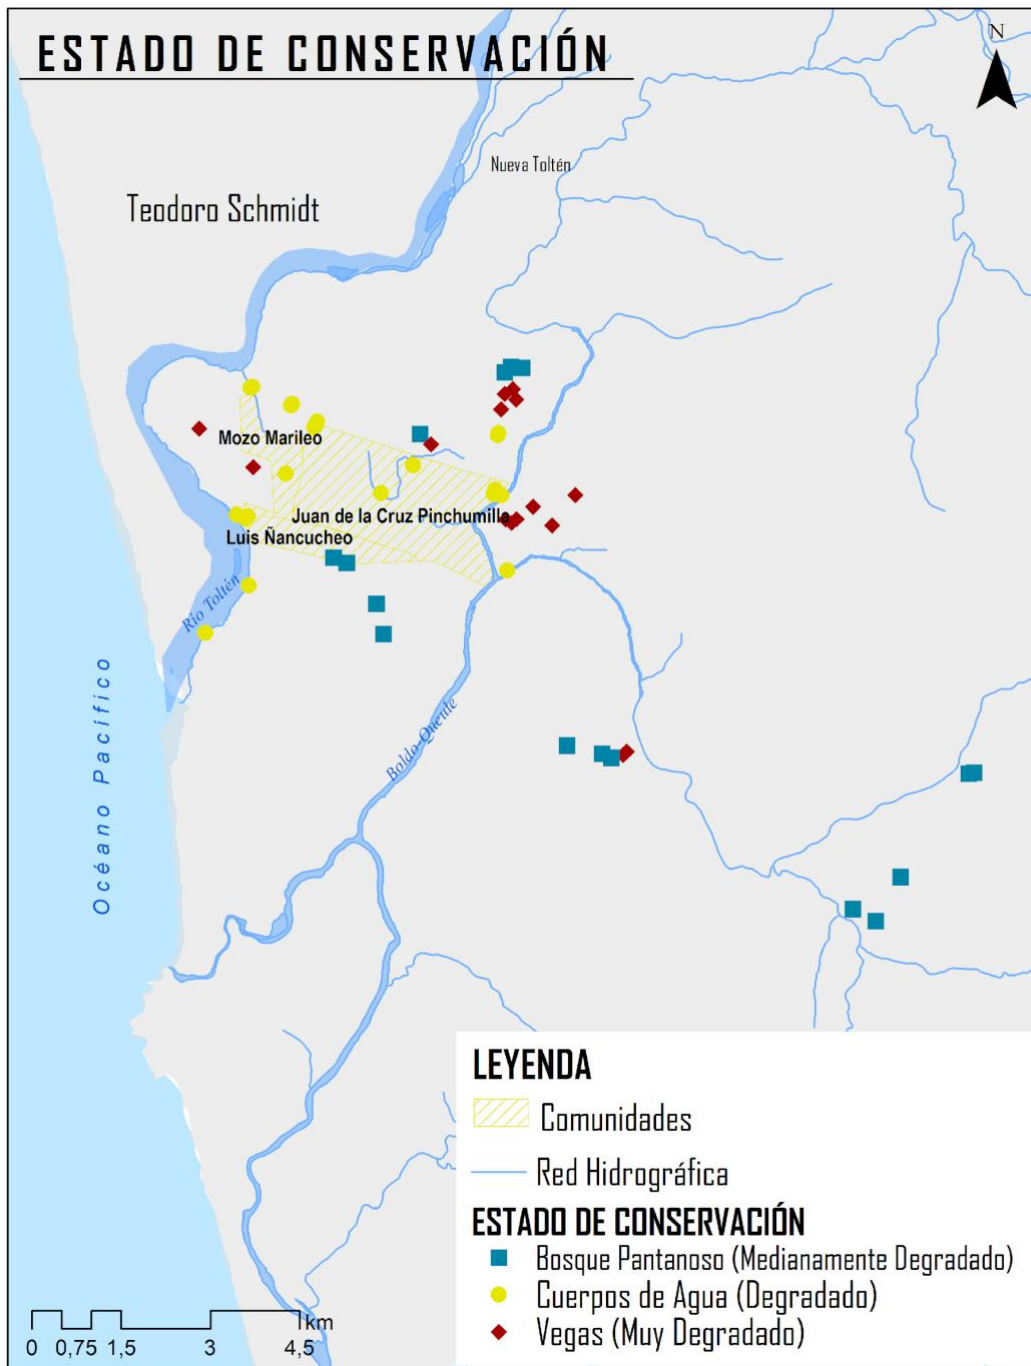 ESTADO DE CONSERVACIÓN
N
Nueva Toltén
Teodoro Schmidt
Mozo Marileo
Juan de la Cruz Pinchumilla
Luis Ñancucheo
Río Toltén
Océano Pacífico
Boldo-Queule
LEYENDA
Comunidades
Red Hidrográfica
ESTADO DE CONSERVACIÓN
Bosque Pantanoso (Medianamente Degradado)
Cuerpos de Agua (Degradado)
Vegas (Muy Degradado)
km
0 0,75 1,5 3 4,5